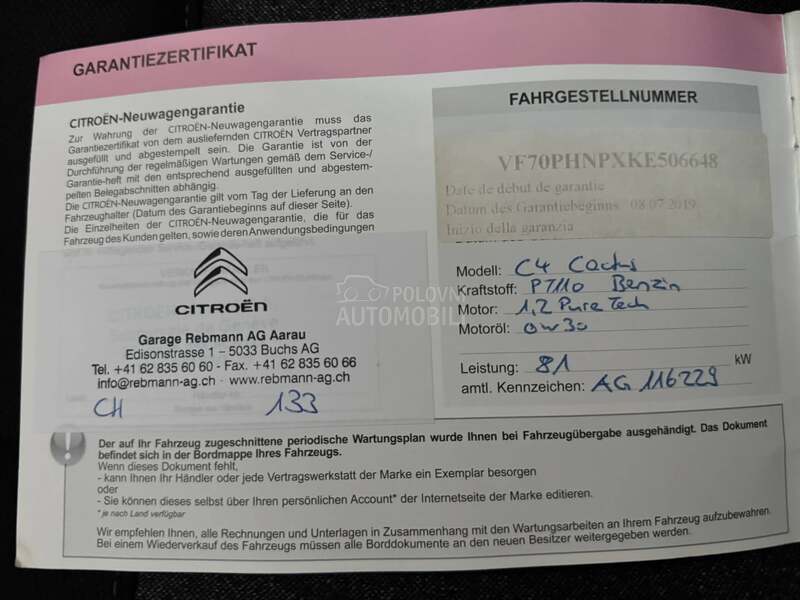 GARANTIEZERTIFIKAT
CITROËN-Neuwagengarantie
Zur Wahrung der CITROËN-Neuwagengarantie muss das
Garantiezertifikat von dem ausliefernden CITROËN Vertragspartner
ausgefüllt und abgestempelt sein. Die Garantie ist von der
Durchführung der regelmäßigen Wartungen gemäß dem Service-/
Garantie-heft mit den entsprechend ausgefüllten und abgestem-
pelten Belegabschnitten abhängig.
Die CITROËN-Neuwagengarantie gilt vom Tag der Lieferung an den
Fahrzeughalter (Datum des Garantiebeginns auf dieser Seite).
Die Einzelheiten der CITROËN-Neuwagengarantie, die für das
Fahrzeug des Kunden gelten, sowie deren Anwendungsbedingungen
CITROËN
Garage Rebmann AG Aarau
Edisonstrasse 1 – 5033 Buchs AG
Tel. +41 62 835 60 60 - Fax. +41 62 835 60 66
info@rebmann-ag.ch · www.rebmann-ag.ch
CH 133
FAHRGESTELLNUMMER
VF70PHNPXKE506648
Date de début de garantie
Datum des Garantiebeginns 08.07.2019
Inizio della garanzia
Modell: C4 Cactus
Kraftstoff: PT110 Benzin
Motor: 1,2 PureTech
Motoröl: 0W30
Leistung: 81 kW
amtl. Kennzeichen: AG 116229
POLOVNI
AUTOMOBILI
Der auf Ihr Fahrzeug zugeschnittene periodische Wartungsplan wurde Ihnen bei Fahrzeugübergabe ausgehändigt. Das Dokument
befindet sich in der Bordmappe Ihres Fahrzeugs.
Wenn dieses Dokument fehlt,
- kann Ihnen Ihr Händler oder jede Vertragswerkstatt der Marke ein Exemplar besorgen
oder
- Sie können dieses selbst über Ihren persönlichen Account* der Internetseite der Marke editieren.
* je nach Land verfügbar
Wir empfehlen Ihnen, alle Rechnungen und Unterlagen in Zusammenhang mit den Wartungsarbeiten an Ihrem Fahrzeug aufzubewahren.
Bei einem Wiederverkauf des Fahrzeugs müssen alle Borddokumente an den neuen Besitzer weitergegeben werden.